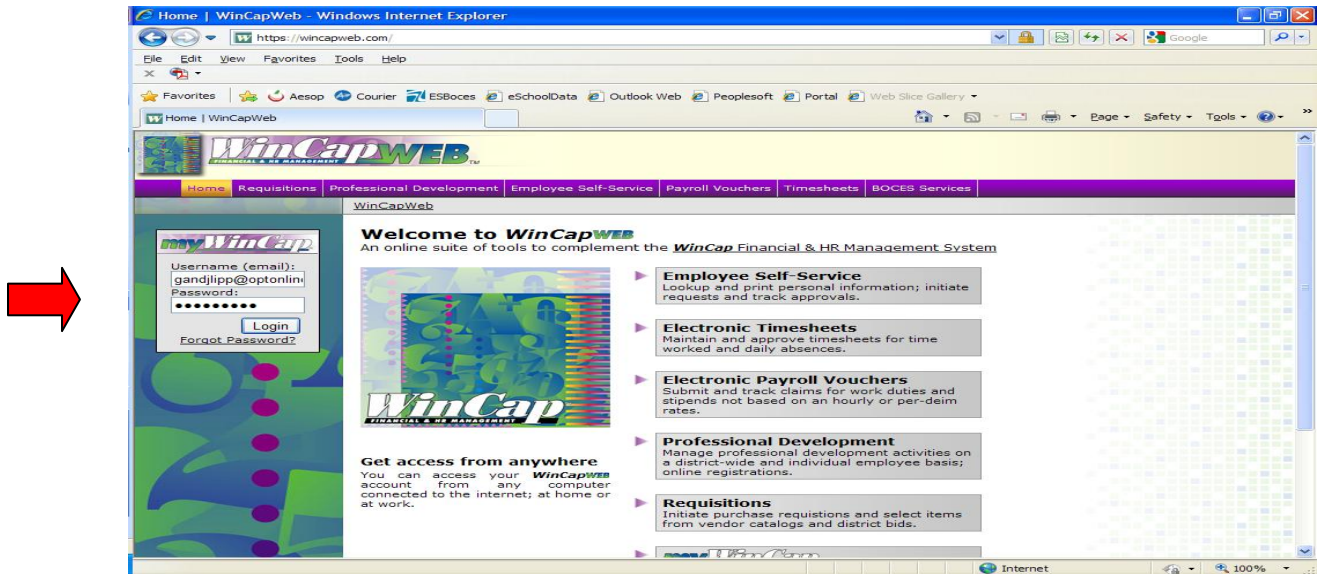 Home | WinCapWeb - Windows Internet Explorer
https://wincapweb.com/
Google
File Edit View Favorites Tools Help
Favorites Aesop Courier ESBoces eSchoolData Outlook Web Peoplesoft Portal Web Slice Gallery
Home | WinCapWeb
Page Safety Tools
WinCapWEB™
FINANCIAL & HR MANAGEMENT
Home Requisitions Professional Development Employee Self-Service Payroll Vouchers Timesheets BOCES Services
WinCapWeb
myWinCap
Username (email):
gandjlipp@optonlin
Password:
Login
Forgot Password?
Welcome to WinCapWEB
An online suite of tools to complement the WinCap Financial & HR Management System
WinCap
FINANCIAL & HR MANAGEMENT
Get access from anywhere
You can access your WinCapWEB
account from any computer
connected to the internet; at home or
at work.
Employee Self-Service
Lookup and print personal information; initiate
requests and track approvals.
Electronic Timesheets
Maintain and approve timesheets for time
worked and daily absences.
Electronic Payroll Vouchers
Submit and track claims for work duties and
stipends not based on an hourly or per-deim
rates.
Professional Development
Manage professional development activities on
a district-wide and individual employee basis;
online registrations.
Requisitions
Initiate purchase requistions and select items
from vendor catalogs and district bids.
myWinCap
Internet
100%